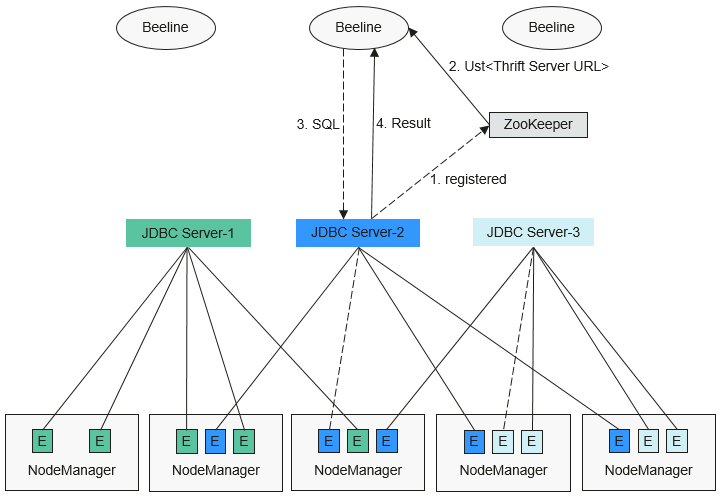 Beeline
Beeline
Beeline
2. Ust<Thrift Server URL>
3. SQL
4. Result
ZooKeeper
1. registered
JDBC Server-1
JDBC Server-2
JDBC Server-3
E
E
E
E
E
E
E
E
E
E
E
E
E
E
NodeManager
NodeManager
NodeManager
NodeManager
NodeManager